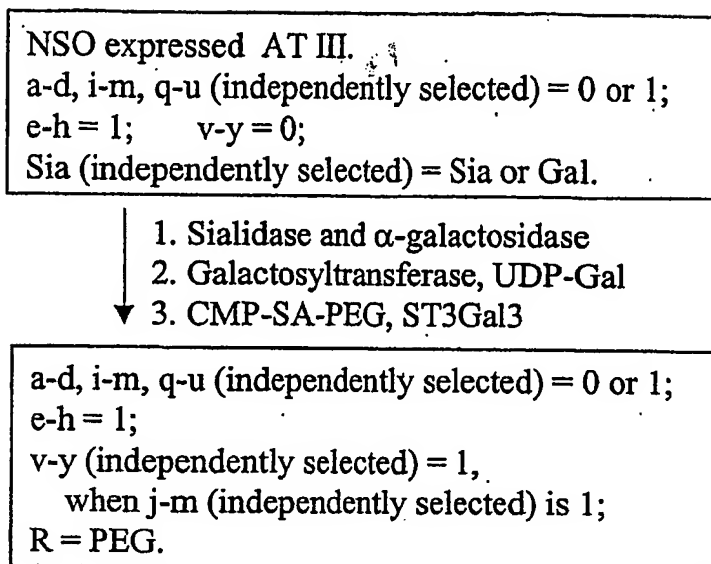 NSO expressed AT III.
a-d, i-m, q-u (independently selected) = 0 or 1;
e-h = 1; v-y = 0;
Sia (independently selected) = Sia or Gal.
1. Sialidase and α-galactosidase
2. Galactosyltransferase, UDP-Gal
3. CMP-SA-PEG, ST3Gal3
a-d, i-m, q-u (independently selected) = 0 or 1;
e-h = 1;
v-y (independently selected) = 1,
when j-m (independently selected) is 1;
R = PEG.